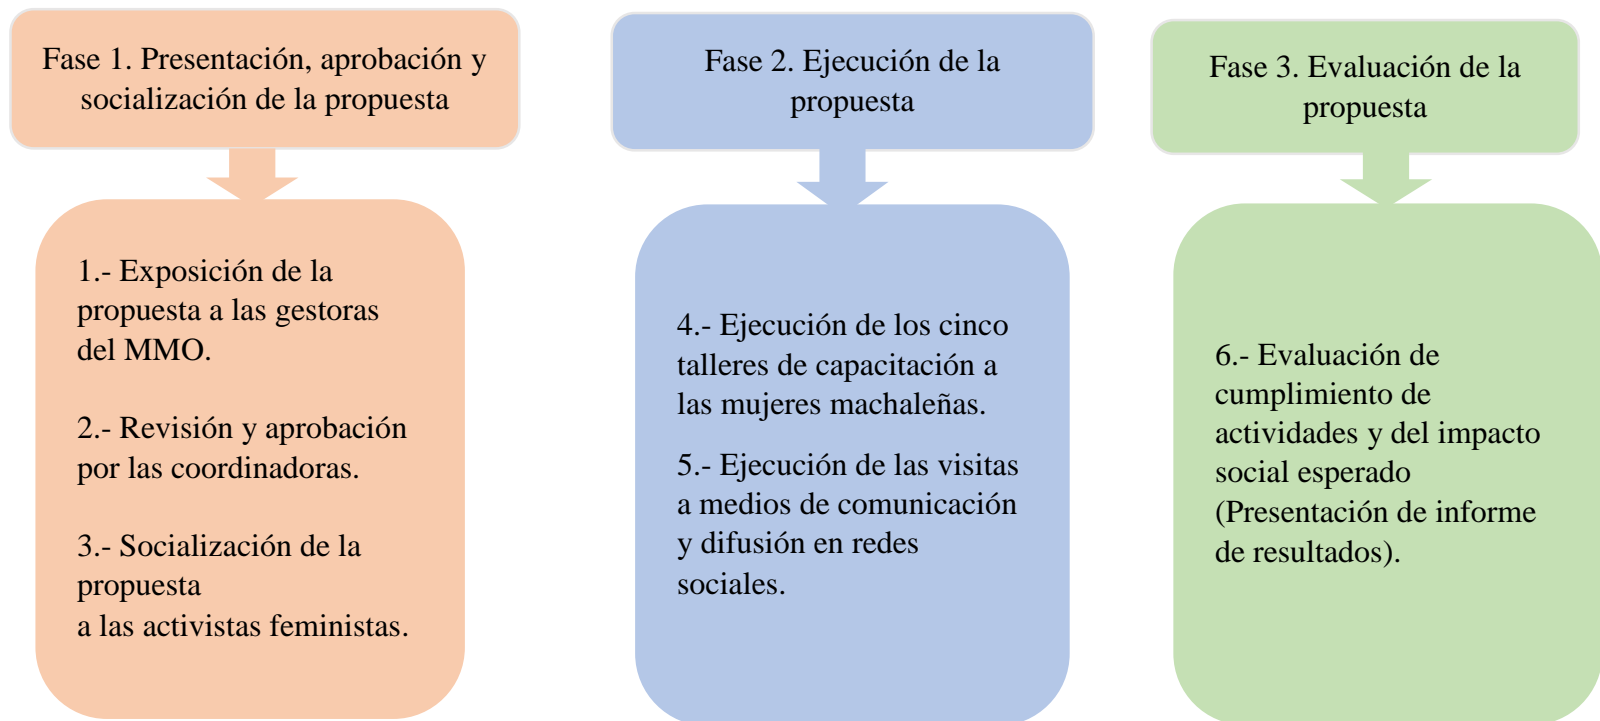 Fase 1. Presentación, aprobación y
socialización de la propuesta
1.- Exposición de la
propuesta a las gestoras
del MMO.
2.- Revisión y aprobación
por las coordinadoras.
3.- Socialización de la
propuesta
a las activistas feministas.
Fase 2. Ejecución de la
propuesta
4.- Ejecución de los cinco
talleres de capacitación a
las mujeres machaleñas.
5.- Ejecución de las visitas
a medios de comunicación
y difusión en redes
sociales.
Fase 3. Evaluación de la
propuesta
6.- Evaluación de
cumplimiento de
actividades y del impacto
social esperado
(Presentación de informe
de resultados).